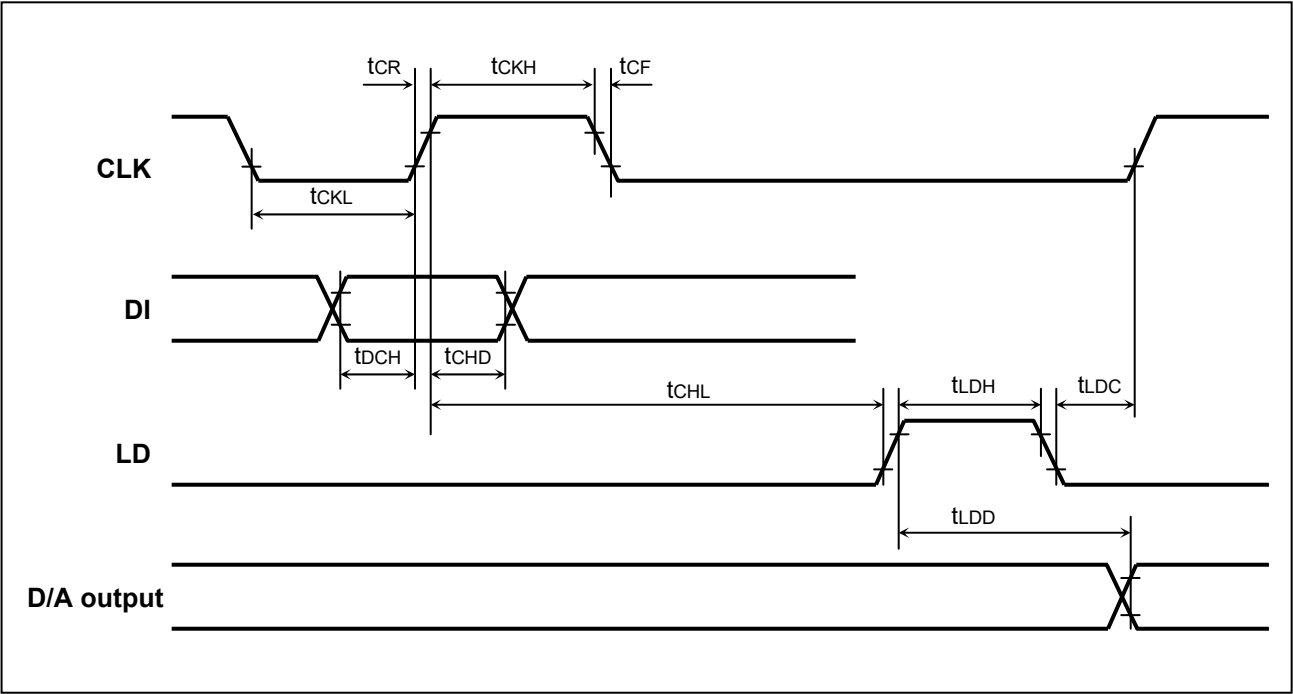 tCR tCKH tCF
CLK
tCKL
DI
tDCH tCHD
tCHL tLDH tLDC
LD
tLDD
D/A output